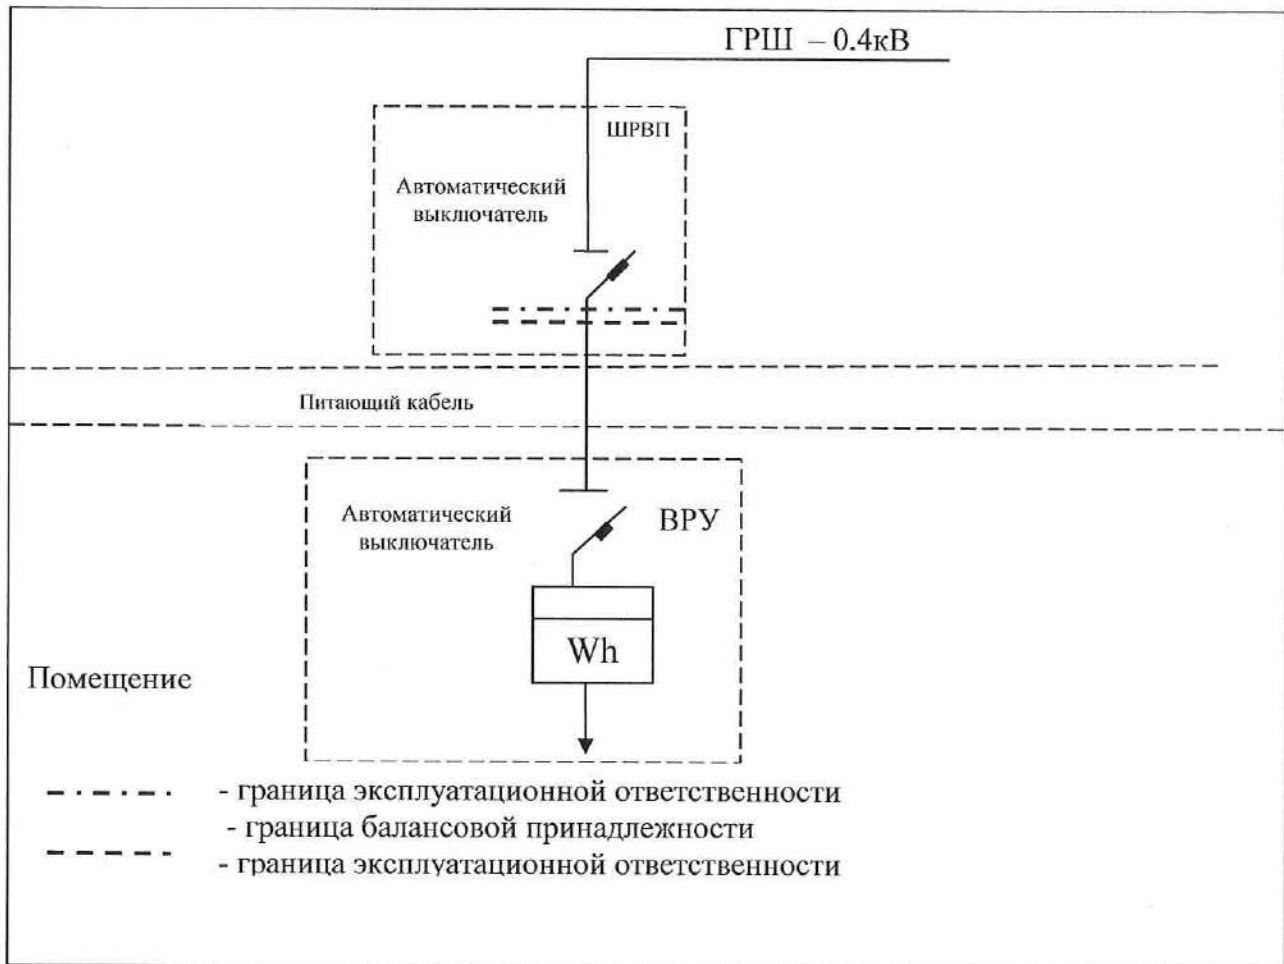 ГРШ – 0.4кВ
ШРВП
Автоматический
выключатель
Питающий кабель
Автоматический
выключатель
ВРУ
Wh
Помещение
- граница эксплуатационной ответственности
- граница балансовой принадлежности
- граница эксплуатационной ответственности